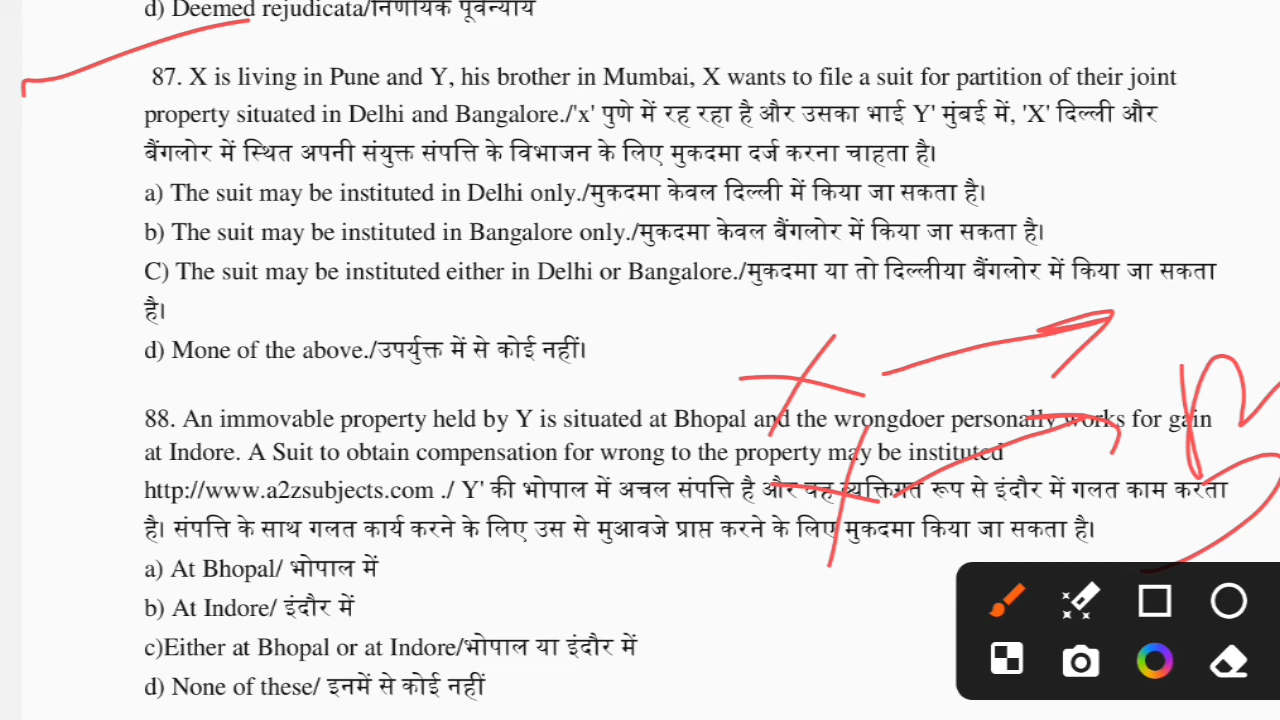 d) Deemed rejudicata/निर्णायक पूर्वन्याय
87. X is living in Pune and Y, his brother in Mumbai, X wants to file a suit for partition of their joint
property situated in Delhi and Bangalore./'x' पुणे में रह रहा है और उसका भाई Y' मुंबई में, 'X' दिल्ली और
बैंगलोर में स्थित अपनी संयुक्त संपत्ति के विभाजन के लिए मुकदमा दर्ज करना चाहता है।
a) The suit may be instituted in Delhi only./मुकदमा केवल दिल्ली में किया जा सकता है।
b) The suit may be instituted in Bangalore only./मुकदमा केवल बैंगलोर में किया जा सकता है।
C) The suit may be instituted either in Delhi or Bangalore./मुकदमा या तो दिल्लीया बैंगलोर में किया जा सकता
है।
d) Mone of the above./उपर्युक्त में से कोई नहीं।
88. An immovable property held by Y is situated at Bhopal and the wrongdoer personally works for gain
at Indore. A Suit to obtain compensation for wrong to the property may be instituted
http://www.a2zsubjects.com ./ Y' की भोपाल में अचल संपत्ति है और वह व्यक्तिगत रूप से इंदौर में गलत काम करता
है। संपत्ति के साथ गलत कार्य करने के लिए उस से मुआवजे प्राप्त करने के लिए मुकदमा किया जा सकता है।
a) At Bhopal/ भोपाल में
b) At Indore/ इंदौर में
c)Either at Bhopal or at Indore/भोपाल या इंदौर में
d) None of these/ इनमें से कोई नहीं